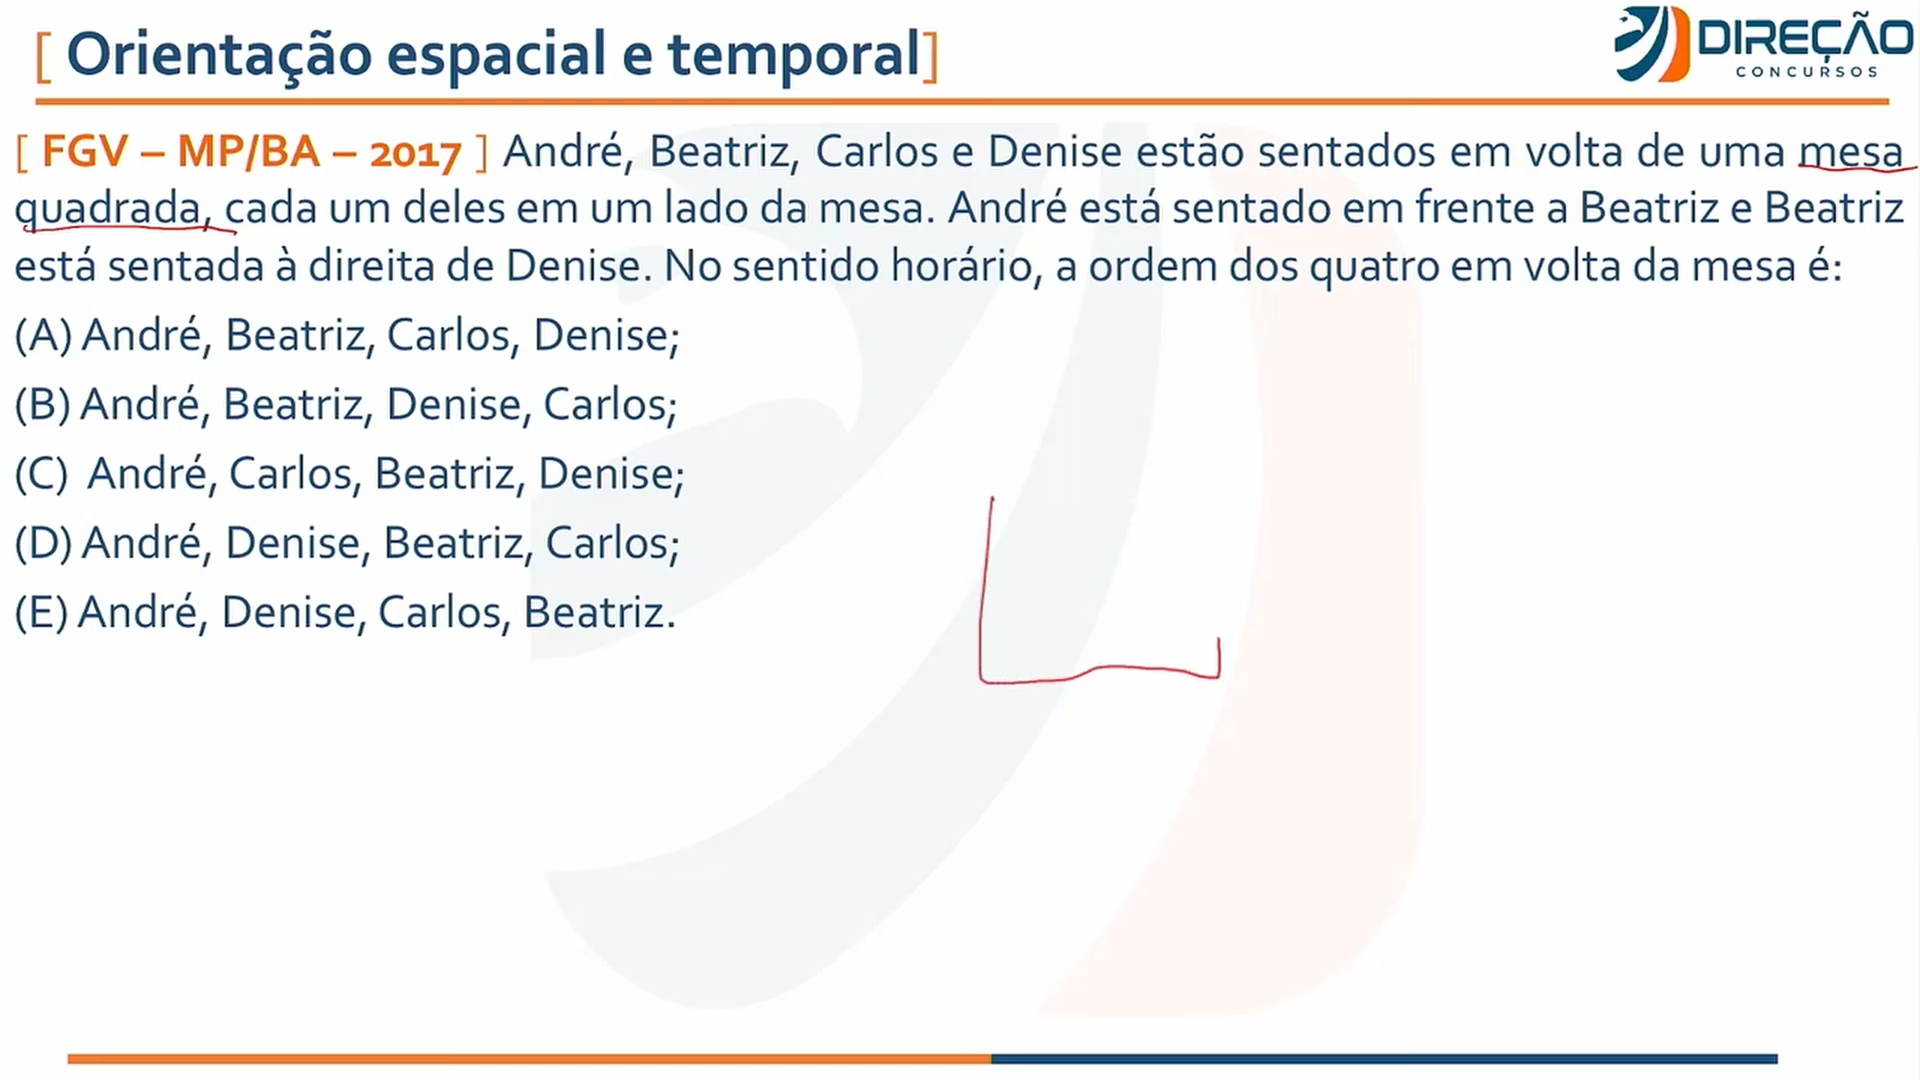 [ Orientação espacial e temporal]
DIREÇÃO
CONCURSOS
[ FGV – MP/BA – 2017 ] André, Beatriz, Carlos e Denise estão sentados em volta de uma mesa
quadrada, cada um deles em um lado da mesa. André está sentado em frente a Beatriz e Beatriz
está sentada à direita de Denise. No sentido horário, a ordem dos quatro em volta da mesa é:
(A) André, Beatriz, Carlos, Denise;
(B) André, Beatriz, Denise, Carlos;
(C) André, Carlos, Beatriz, Denise;
(D) André, Denise, Beatriz, Carlos;
(E) André, Denise, Carlos, Beatriz.